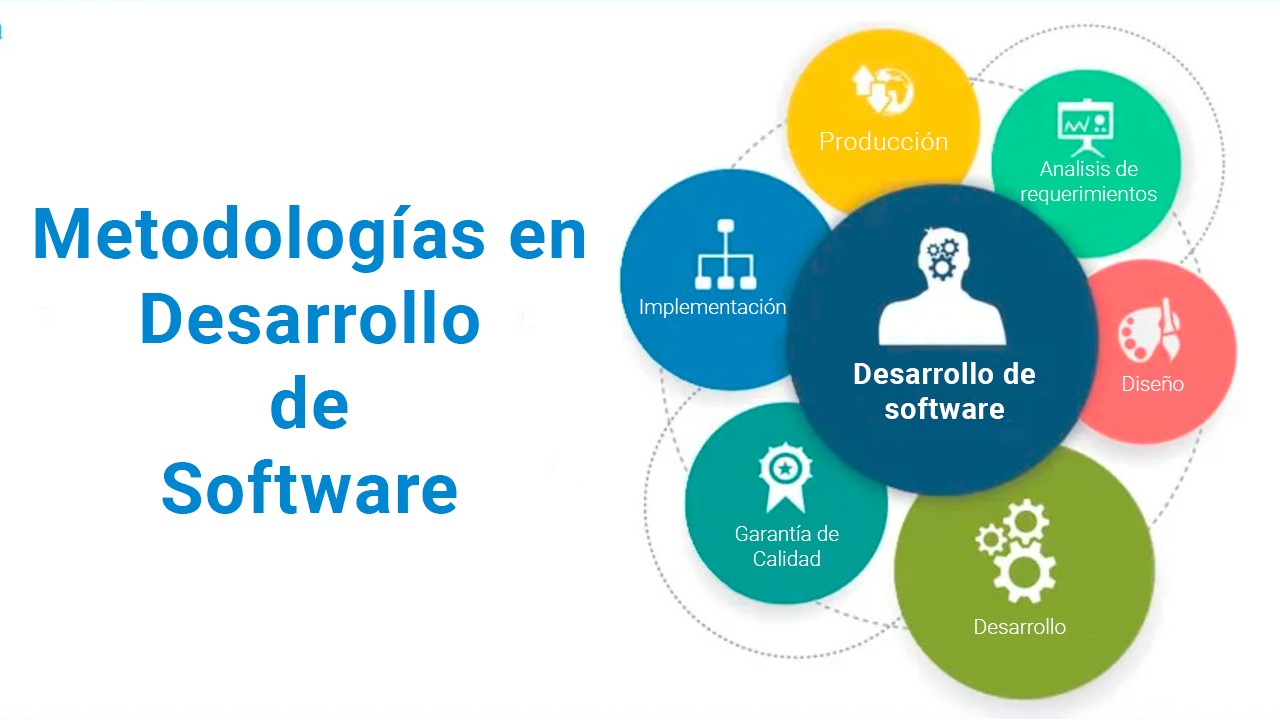 Metodologías en
Desarrollo
de
Software
Producción
Analisis de
requerimientos
Implementación
Diseño
Desarrollo de
software
Garantía de
Calidad
Desarrollo